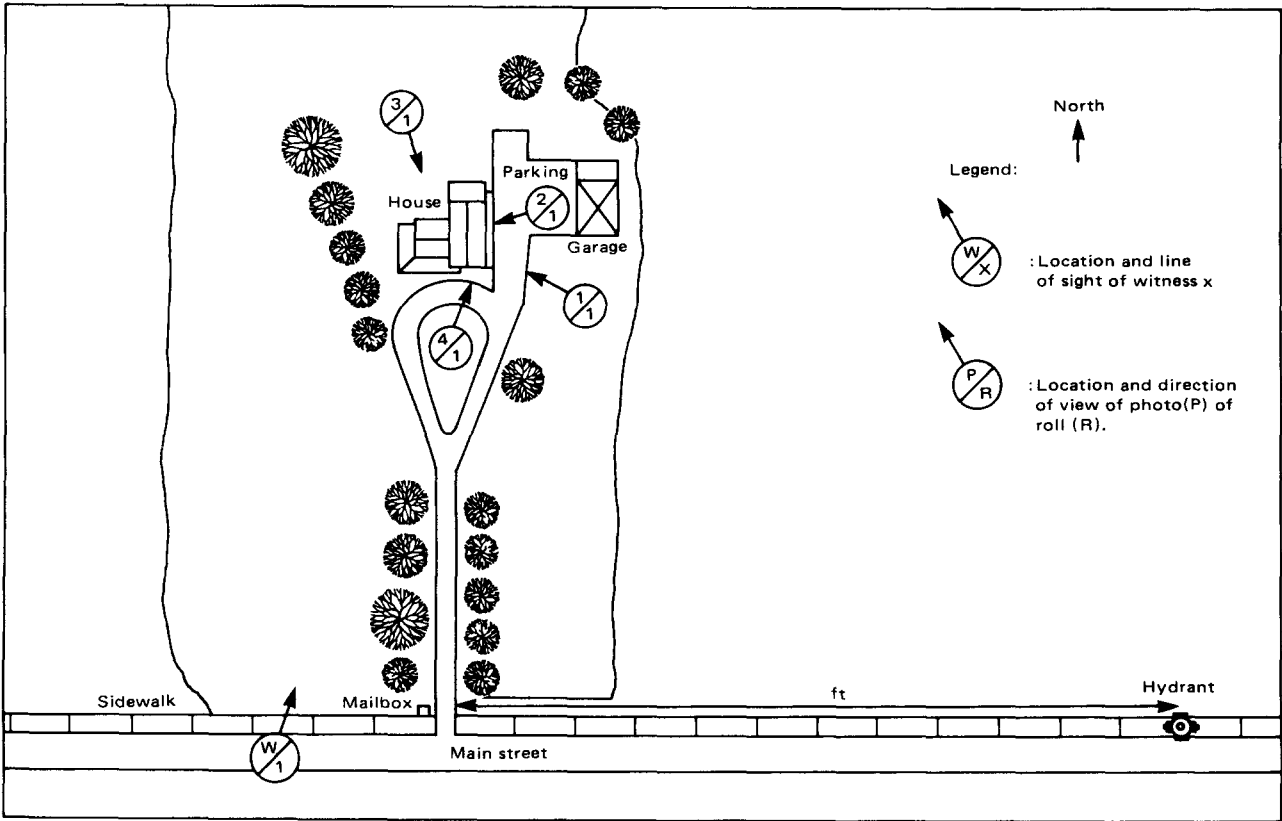 North
3
1
Legend:
Parking
2
1
House
W
X
: Location and line
of sight of witness x
Garage
1
1
4
1
P
R
: Location and direction
of view of photo(P) of
roll (R).
Sidewalk
Mailbox
ft
Hydrant
W
1
Main street